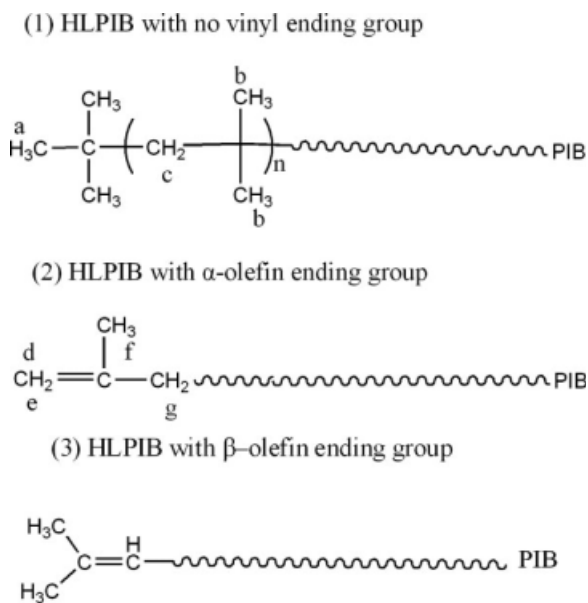 (1) HLPIB with no vinyl ending group
b
CH3
CH3
a
H3C
C
CH2
n
PIB
c
CH3
CH3
b
(2) HLPIB with α-olefin ending group
CH3
d
f
CH2
C
CH2
PIB
e
g
(3) HLPIB with β–olefin ending group
H3C
H
C
C
PIB
H3C